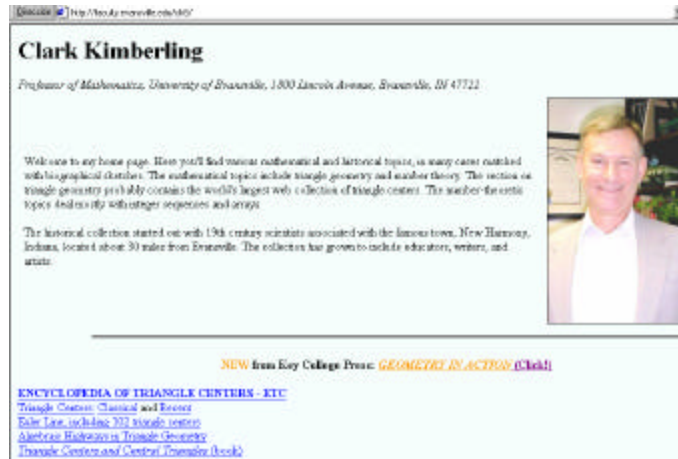 Dirección http://faculty.evansville.edu/ck6/
Clark Kimberling
Professor of Mathematics, University of Evansville, 1800 Lincoln Avenue, Evansville, IN 47722
Welcome to my home page. Here you'll find various mathematical and historical topics, in many cases matched
with biographical sketches. The mathematical topics include triangle geometry and number theory. The section on
triangle geometry probably contains the world's largest web collection of triangle centers. The number-theoretic
topics deal mostly with integer sequences and arrays.
The historical collection started out with 19th century scientists associated with the famous town, New Harmony,
Indiana, located about 30 miles from Evansville. The collection has grown to include educators, writers, and
artists.
NEW from Key College Press: GEOMETRY IN ACTION (Click!)
ENCYCLOPEDIA OF TRIANGLE CENTERS - ETC
Triangle Centers: Classical and Recent
Euler Line, including 302 triangle centers
Algebraic Highways in Triangle Geometry
Triangle Centers and Central Triangles (book)